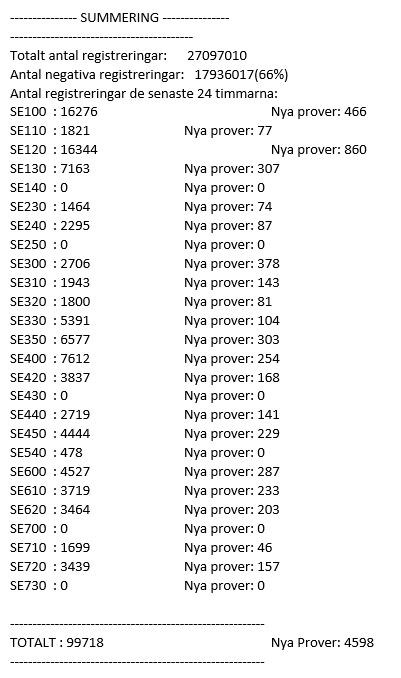 --------------- SUMMERING ---------------
-----------------------------------------
Totalt antal registreringar: 27097010
Antal negativa registreringar: 17936017(66%)
Antal registreringar de senaste 24 timmarna:
SE100 : 16276 Nya prover: 466
SE110 : 1821 Nya prover: 77
SE120 : 16344 Nya prover: 860
SE130 : 7163 Nya prover: 307
SE140 : 0 Nya prover: 0
SE230 : 1464 Nya prover: 74
SE240 : 2295 Nya prover: 87
SE250 : 0 Nya prover: 0
SE300 : 2706 Nya prover: 378
SE310 : 1943 Nya prover: 143
SE320 : 1800 Nya prover: 81
SE330 : 5391 Nya prover: 104
SE350 : 6577 Nya prover: 303
SE400 : 7612 Nya prover: 254
SE420 : 3837 Nya prover: 168
SE430 : 0 Nya prover: 0
SE440 : 2719 Nya prover: 141
SE450 : 4444 Nya prover: 229
SE540 : 478 Nya prover: 0
SE600 : 4527 Nya prover: 287
SE610 : 3719 Nya prover: 233
SE620 : 3464 Nya prover: 203
SE700 : 0 Nya prover: 0
SE710 : 1699 Nya prover: 46
SE720 : 3439 Nya prover: 157
SE730 : 0 Nya prover: 0
---------------------------------------------------------
TOTALT : 99718 Nya Prover: 4598
---------------------------------------------------------